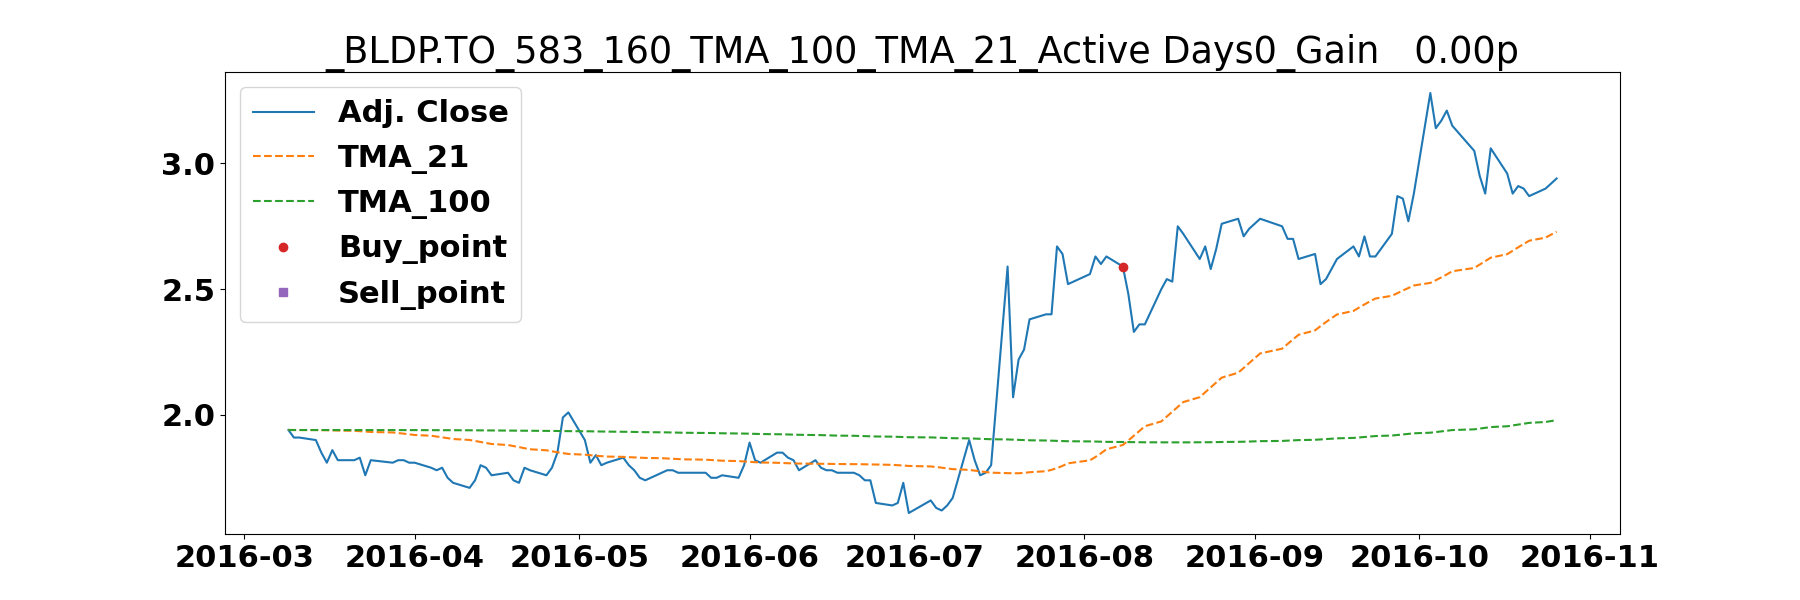 _BLDP.TO_583_160_TMA_100_TMA_21_Active Days0_Gain   0.00p
Adj. Close
TMA_21
TMA_100
Buy_point
Sell_point
3.0
2.5
2.0
2016-03 2016-04 2016-05 2016-06 2016-07 2016-08 2016-09 2016-10 2016-11